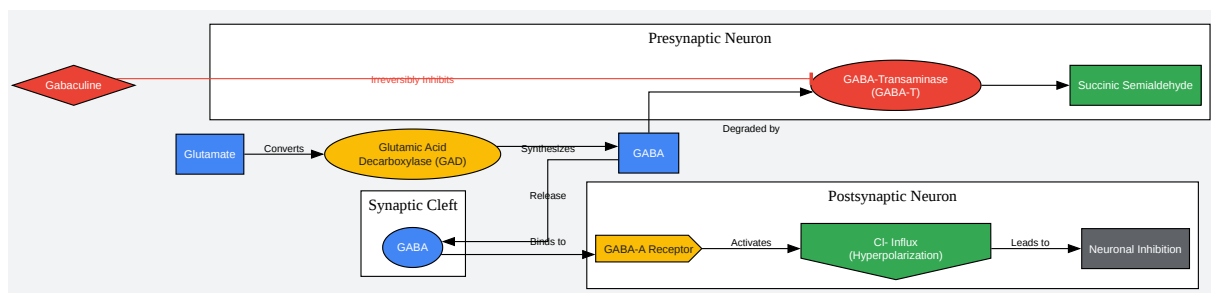 Presynaptic Neuron
Gabaculine
Irreversibly Inhibits
GABA-Transaminase
(GABA-T)
Succinic Semialdehyde
Degraded by
Glutamate
Converts
Glutamic Acid
Decarboxylase (GAD)
Synthesizes
GABA
Release
Synaptic Cleft
GABA
Binds to
Postsynaptic Neuron
GABA-A Receptor
Activates
Cl- Influx
(Hyperpolarization)
Leads to
Neuronal Inhibition